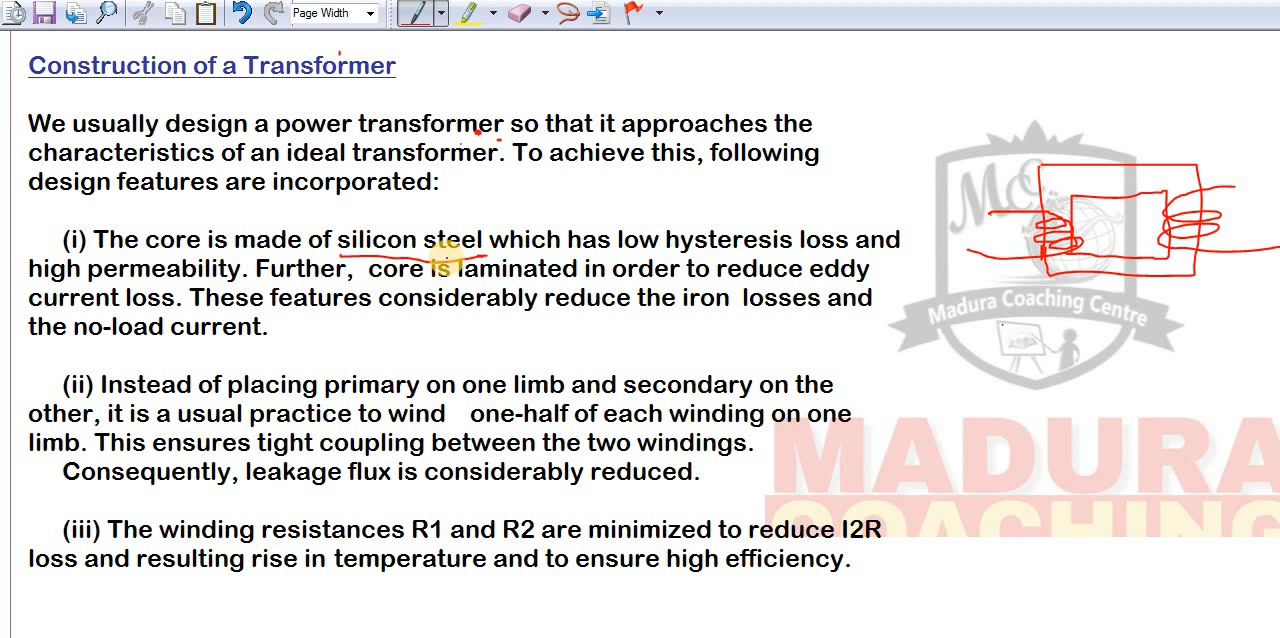 Page Width
Construction of a Transformer
We usually design a power transformer so that it approaches the
characteristics of an ideal transformer. To achieve this, following
design features are incorporated:
(i) The core is made of silicon steel which has low hysteresis loss and
high permeability. Further, core is laminated in order to reduce eddy
current loss. These features considerably reduce the iron losses and
the no-load current.
(ii) Instead of placing primary on one limb and secondary on the
other, it is a usual practice to wind one-half of each winding on one
limb. This ensures tight coupling between the two windings.
Consequently, leakage flux is considerably reduced.
(iii) The winding resistances R1 and R2 are minimized to reduce I2R
loss and resulting rise in temperature and to ensure high efficiency.
MCC
Madura Coaching Centre
MADURA
COACHING